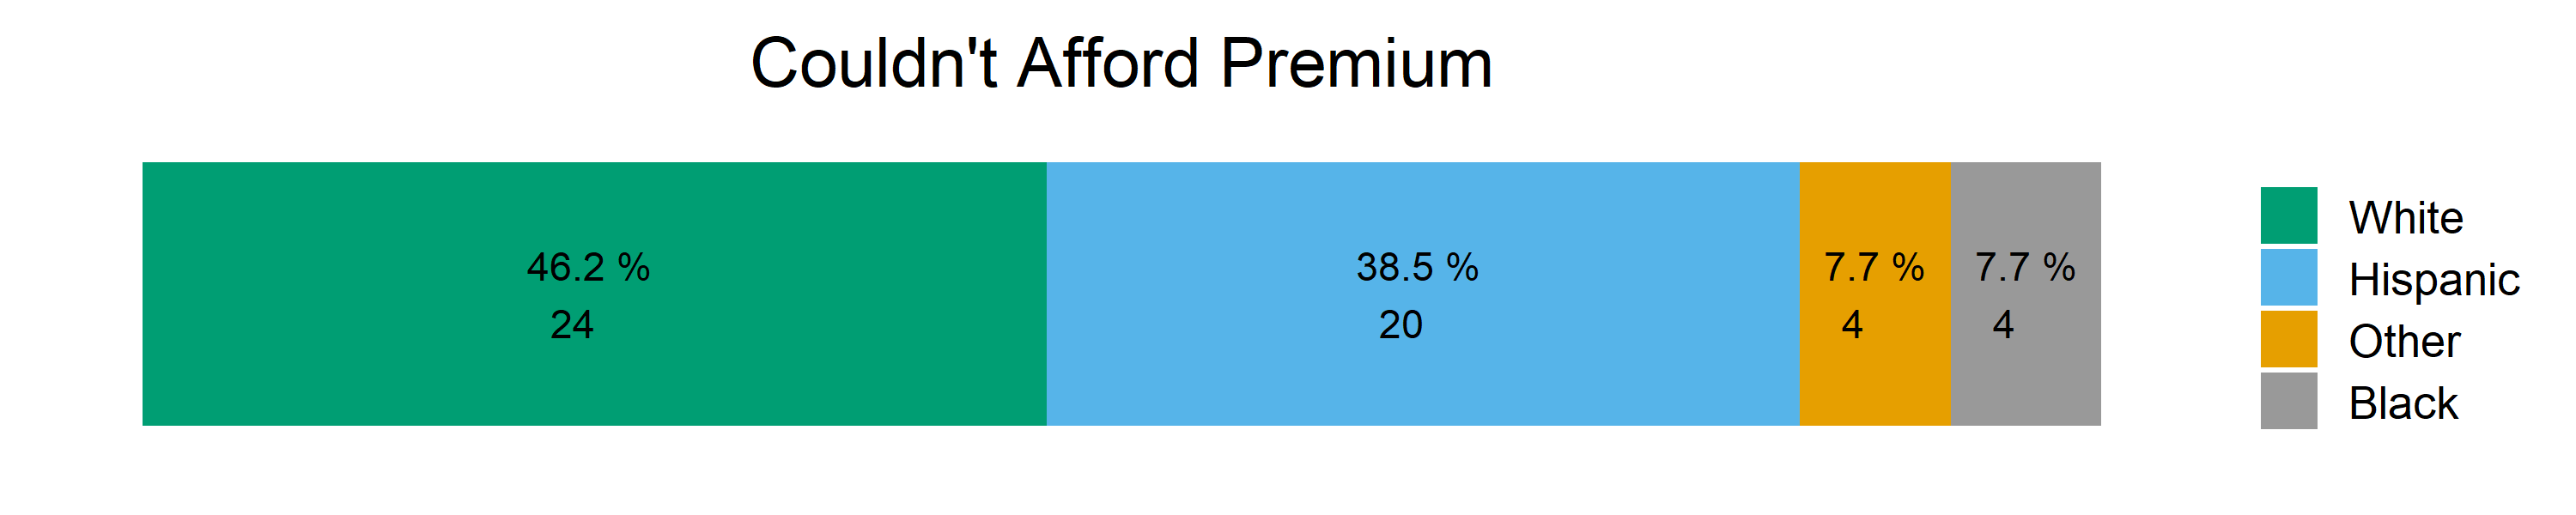 Couldn't Afford Premium
46.2 %
24
38.5 %
20
7.7 %
4
7.7 %
4
White
Hispanic
Other
Black